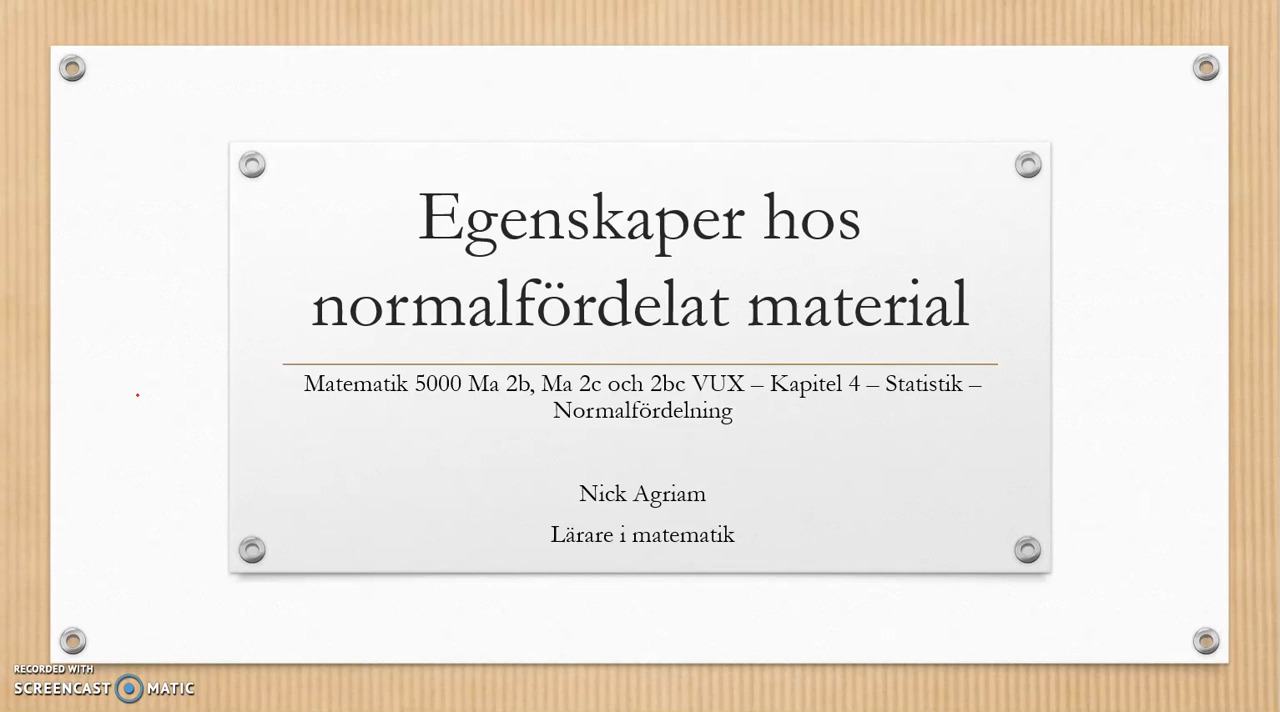 Egenskaper hos
normalfördelat material
Matematik 5000 Ma 2b, Ma 2c och 2bc VUX – Kapitel 4 – Statistik –
Normalfördelning
Nick Agriam
Lärare i matematik
RECORDED WITH
SCREENCAST MATIC